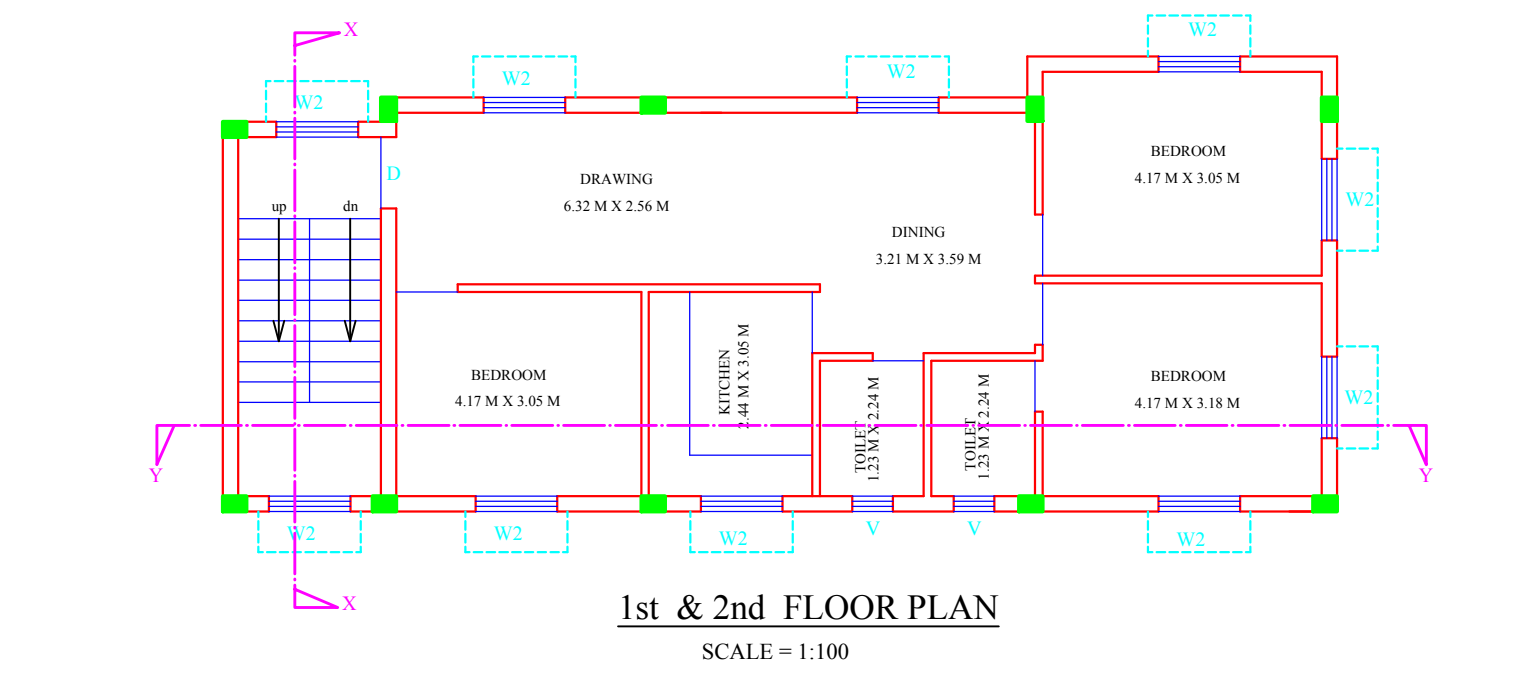 X
W2
W2
W2
W2
D
up
dn
DRAWING
6.32 M X 2.56 M
DINING
3.21 M X 3.59 M
BEDROOM
4.17 M X 3.05 M
W2
BEDROOM
4.17 M X 3.05 M
KITCHEN
2.44 M X 3.05 M
TOILET
1.23 M X 2.24 M
TOILET
1.23 M X 2.24 M
BEDROOM
4.17 M X 3.18 M
W2
Y
Y
W2
W2
W2
V
V
W2
X
1st & 2nd FLOOR PLAN
SCALE = 1:100